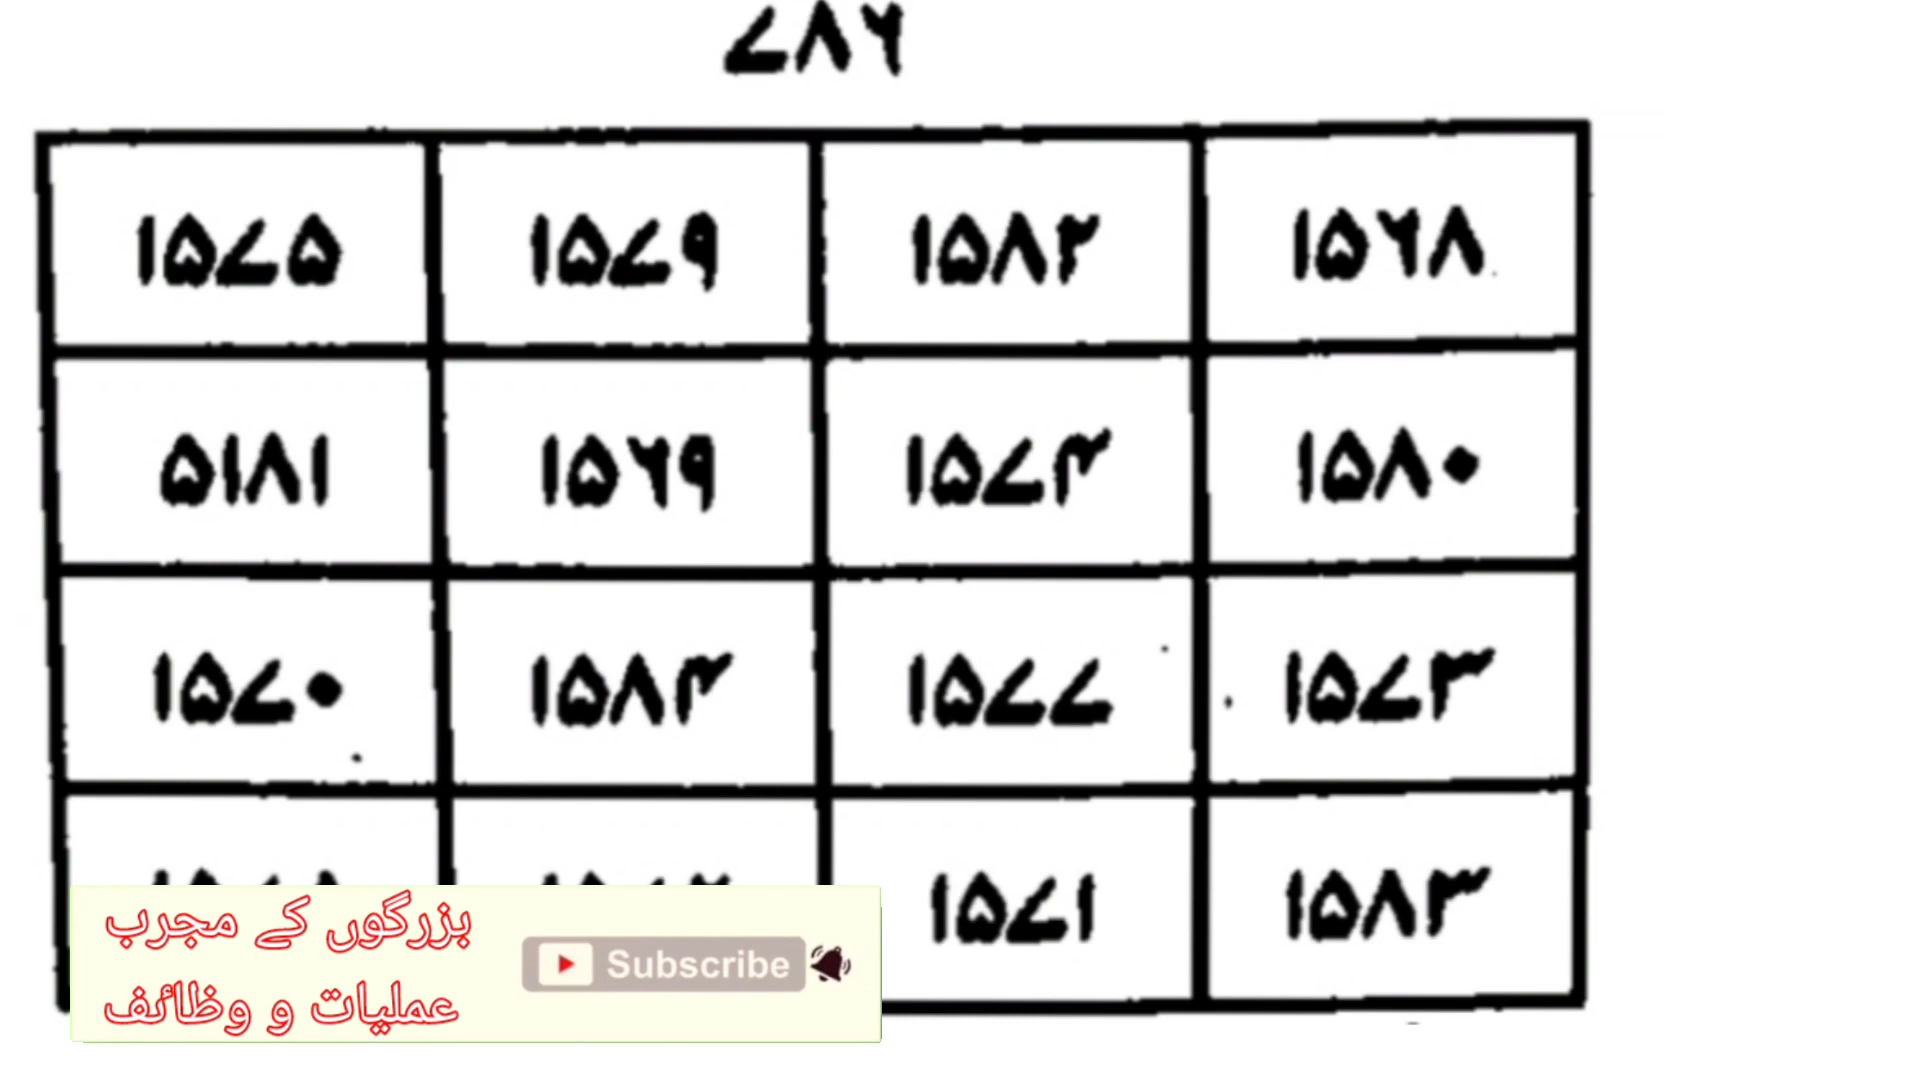 ۷۸۶
۱۵۷۵ ۱۵۷۹ ۱۵۸۲ ۱۵۶۸
۵۱۸۱ ۱۵۶۹ ۱۵۷۴ ۱۵۸۰
۱۵۷۰ ۱۵۸۴ ۱۵۷۷ ۱۵۷۳
۱۵۷۱ ۱۵۸۳
بزرگوں کے مجرب
عملیات و وظائف
Subscribe